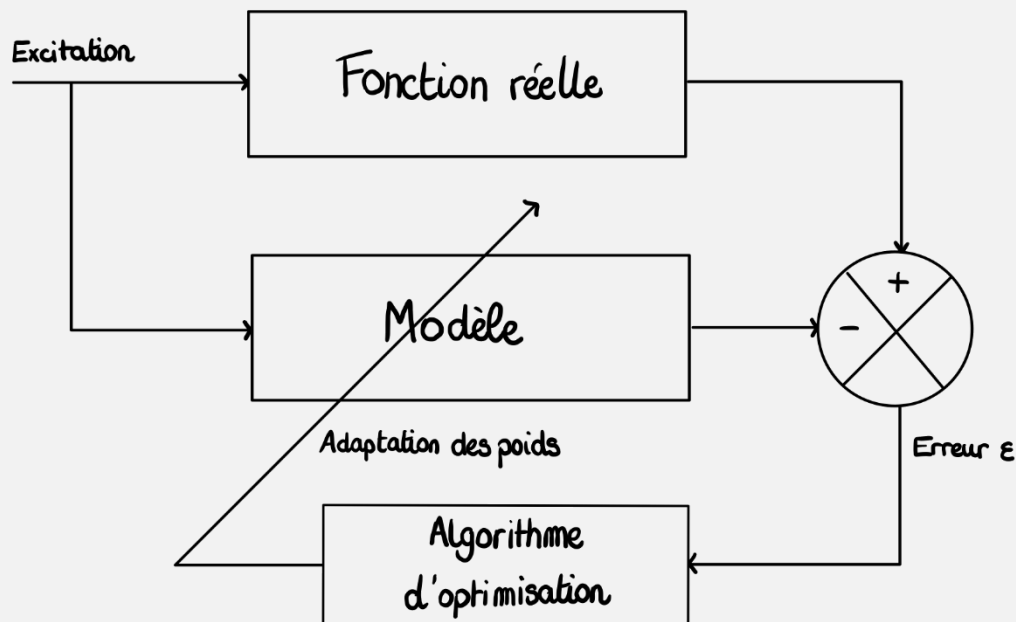 Excitation
Fonction réelle
+
-
Modèle
Adaptation des poids
Erreur ε
Algorithme
d'optimisation